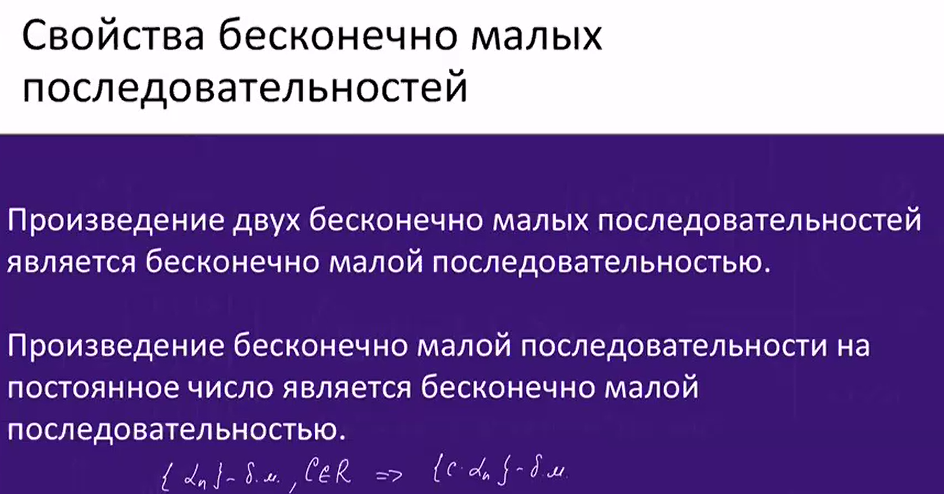 Свойства бесконечно малых
последовательностей
Произведение двух бесконечно малых последовательностей
является бесконечно малой последовательностью.
Произведение бесконечно малой последовательности на
постоянное число является бесконечно малой
последовательностью.
{αₙ} - б.м., C∈R => {c·αₙ} - б.м.